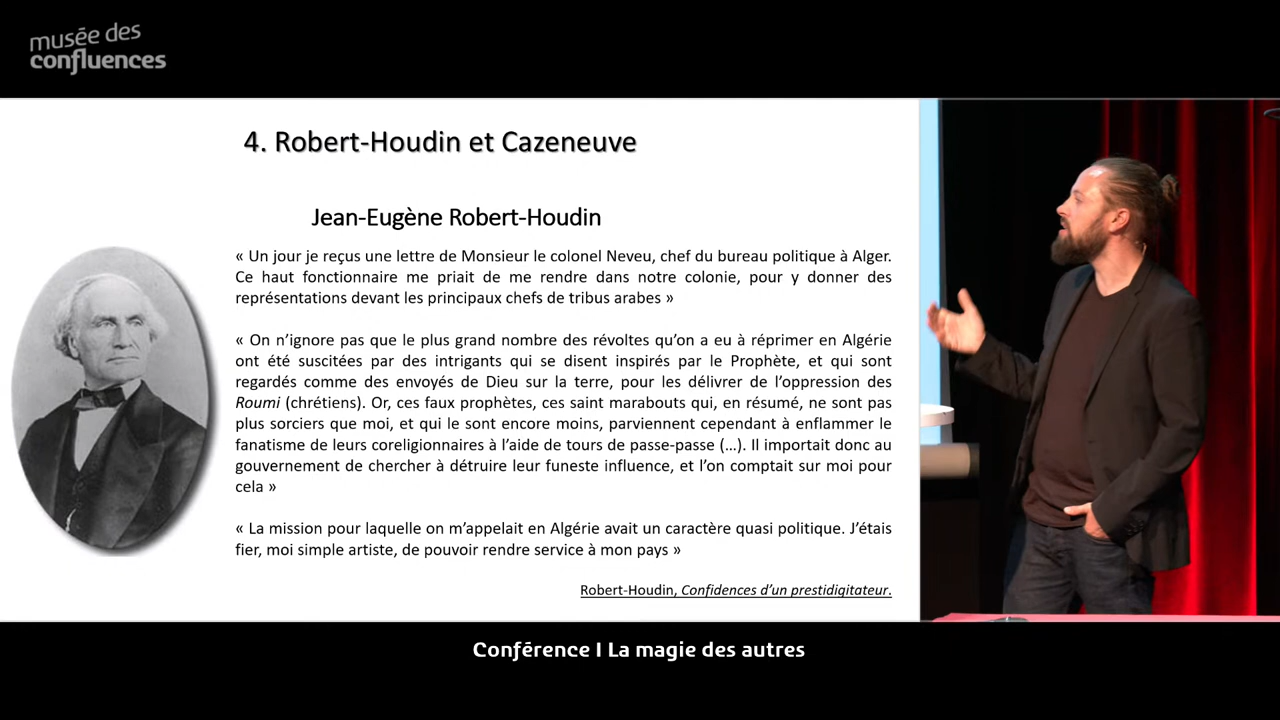 musée des
confluences
4. Robert-Houdin et Cazeneuve
Jean-Eugène Robert-Houdin
« Un jour je reçus une lettre de Monsieur le colonel Neveu, chef du bureau politique à Alger.
Ce haut fonctionnaire me priait de me rendre dans notre colonie, pour y donner des
représentations devant les principaux chefs de tribus arabes »
« On n’ignore pas que le plus grand nombre des révoltes qu’on a eu à réprimer en Algérie
ont été suscitées par des intrigants qui se disent inspirés par le Prophète, et qui sont
regardés comme des envoyés de Dieu sur la terre, pour les délivrer de l’oppression des
Roumi (chrétiens). Or, ces faux prophètes, ces saint marabouts qui, en résumé, ne sont pas
plus sorciers que moi, et qui le sont encore moins, parviennent cependant à enflammer le
fanatisme de leurs coreligionnaires à l’aide de tours de passe-passe (…). Il importait donc au
gouvernement de chercher à détruire leur funeste influence, et l’on comptait sur moi pour
cela »
« La mission pour laquelle on m’appelait en Algérie avait un caractère quasi politique. J’étais
fier, moi simple artiste, de pouvoir rendre service à mon pays »
Robert-Houdin, Confidences d’un prestidigitateur.
Conférence I La magie des autres